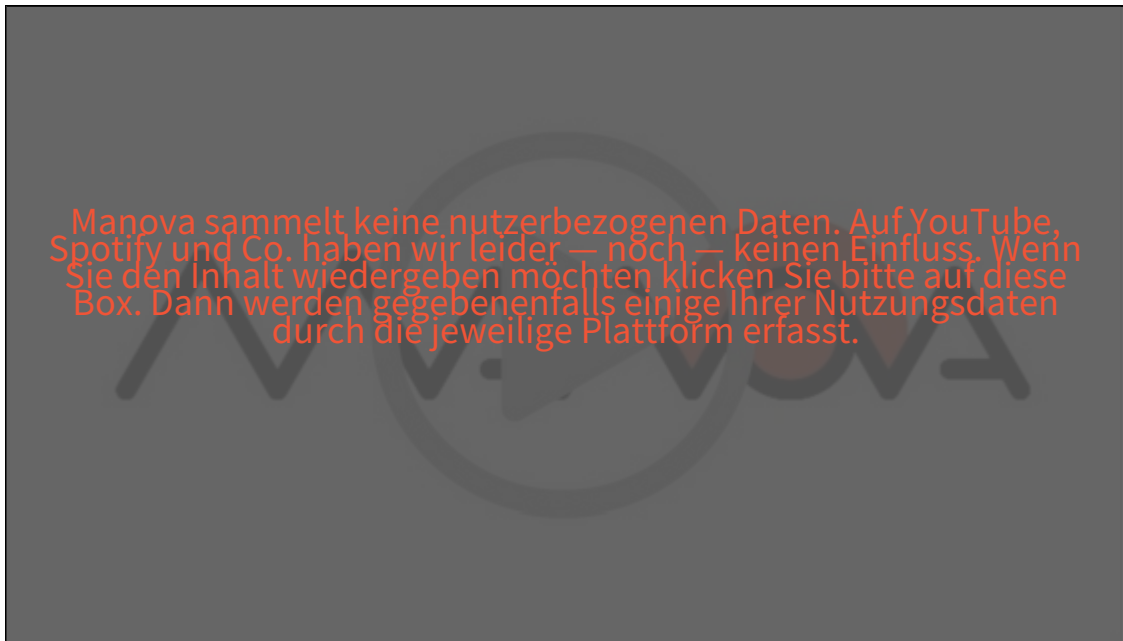 Manova sammelt keine nutzerbezogenen Daten. Auf YouTube,
Spotify und Co. haben wir leider — noch — keinen Einfluss. Wenn
Sie den Inhalt wiedergeben möchten klicken Sie bitte auf diese
Box. Dann werden gegebenenfalls einige Ihrer Nutzungsdaten
durch die jeweilige Plattform erfasst.
MANOVA